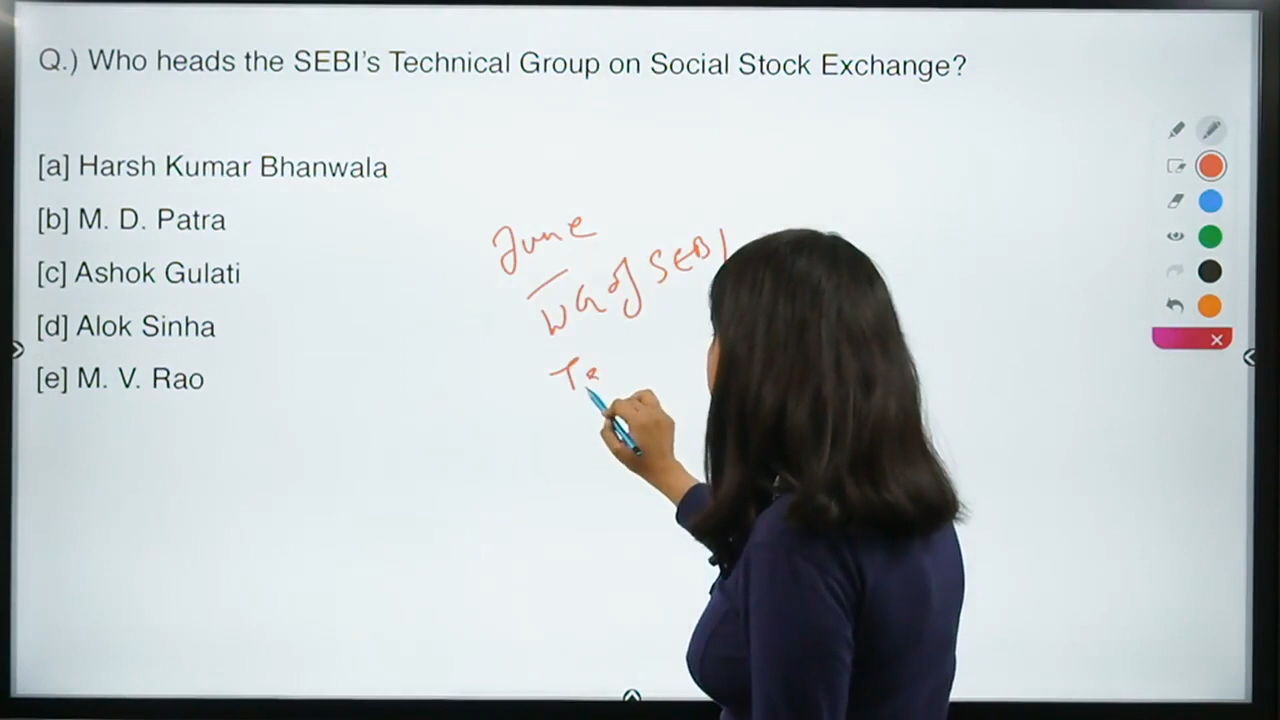 Q.) Who heads the SEBI's Technical Group on Social Stock Exchange?
[a] Harsh Kumar Bhanwala
[b] M. D. Patra
[c] Ashok Gulati
[d] Alok Sinha
[e] M. V. Rao
June
WG of SEBI
Te